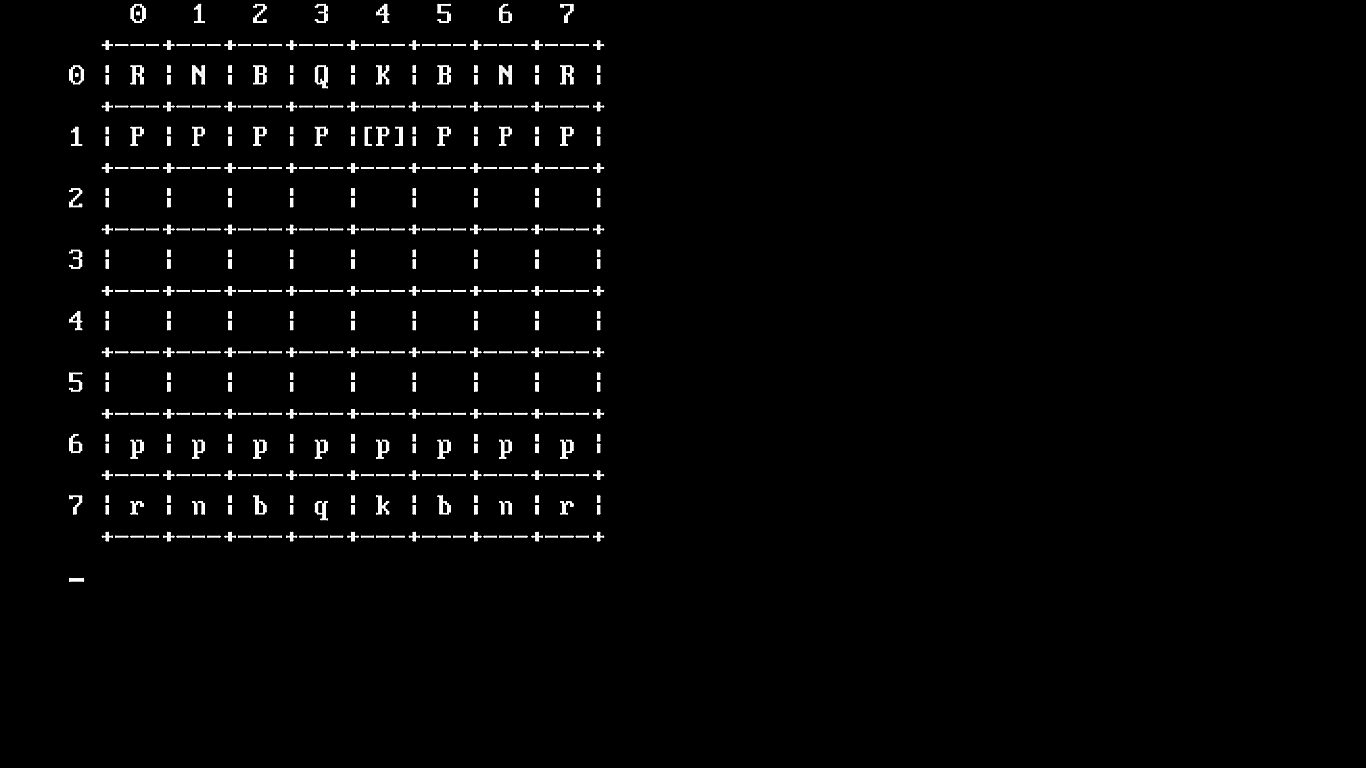 0   1   2   3   4   5   6   7
  +---+---+---+---+---+---+---+---+
0 ¦ R ¦ N ¦ B ¦ Q ¦ K ¦ B ¦ N ¦ R ¦
  +---+---+---+---+---+---+---+---+
1 ¦ P ¦ P ¦ P ¦ P ¦[P]¦ P ¦ P ¦ P ¦
  +---+---+---+---+---+---+---+---+
2 ¦   ¦   ¦   ¦   ¦   ¦   ¦   ¦   ¦
  +---+---+---+---+---+---+---+---+
3 ¦   ¦   ¦   ¦   ¦   ¦   ¦   ¦   ¦
  +---+---+---+---+---+---+---+---+
4 ¦   ¦   ¦   ¦   ¦   ¦   ¦   ¦   ¦
  +---+---+---+---+---+---+---+---+
5 ¦   ¦   ¦   ¦   ¦   ¦   ¦   ¦   ¦
  +---+---+---+---+---+---+---+---+
6 ¦ p ¦ p ¦ p ¦ p ¦ p ¦ p ¦ p ¦ p ¦
  +---+---+---+---+---+---+---+---+
7 ¦ r ¦ n ¦ b ¦ q ¦ k ¦ b ¦ n ¦ r ¦
  +---+---+---+---+---+---+---+---+
_